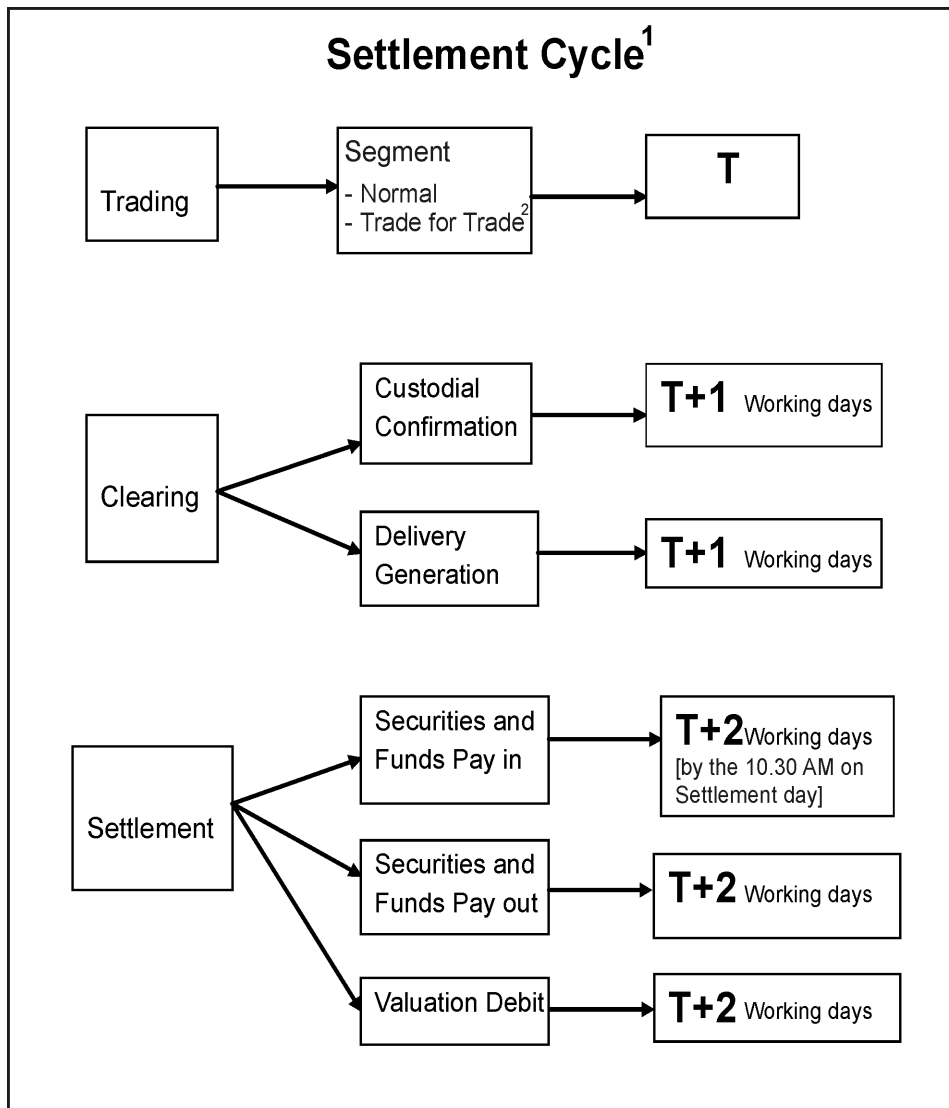 Settlement Cycle1
Trading
Segment
- Normal
- Trade for Trade2
T
Clearing
Custodial
Confirmation
T+1 Working days
Delivery
Generation
T+1 Working days
Settlement
Securities and
Funds Pay in
T+2 Working days
[by the 10.30 AM on
Settlement day]
Securities and
Funds Pay out
T+2 Working days
Valuation Debit
T+2 Working days